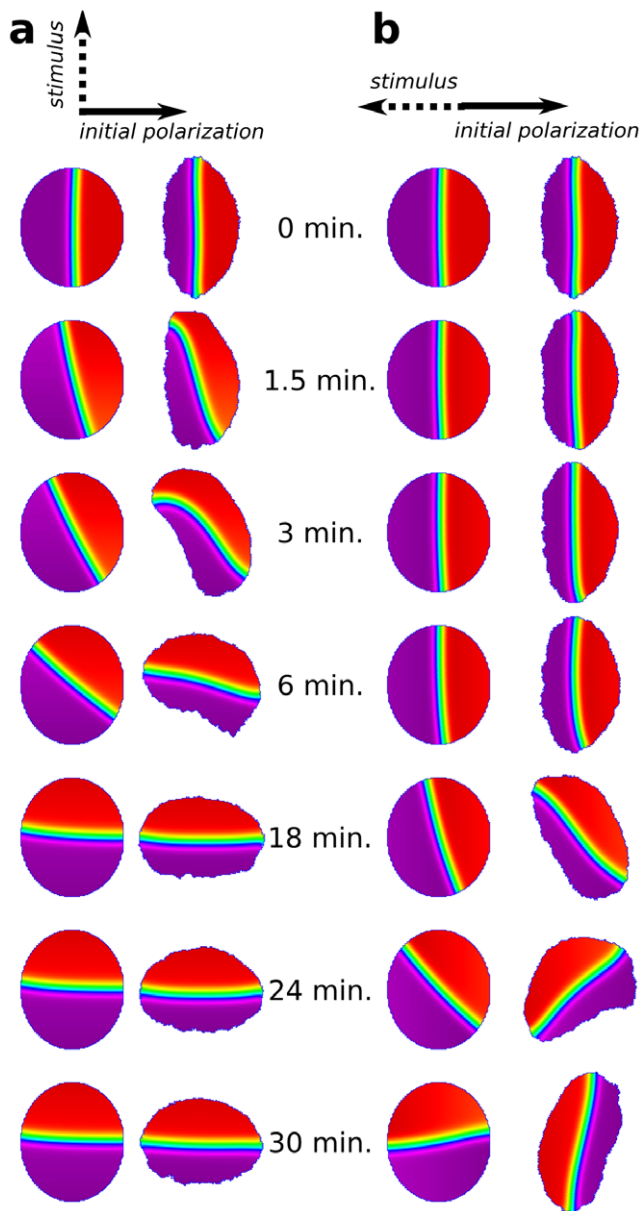 a
b
stimulus
initial polarization
stimulus
initial polarization
0 min.
1.5 min.
3 min.
6 min.
18 min.
24 min.
30 min.